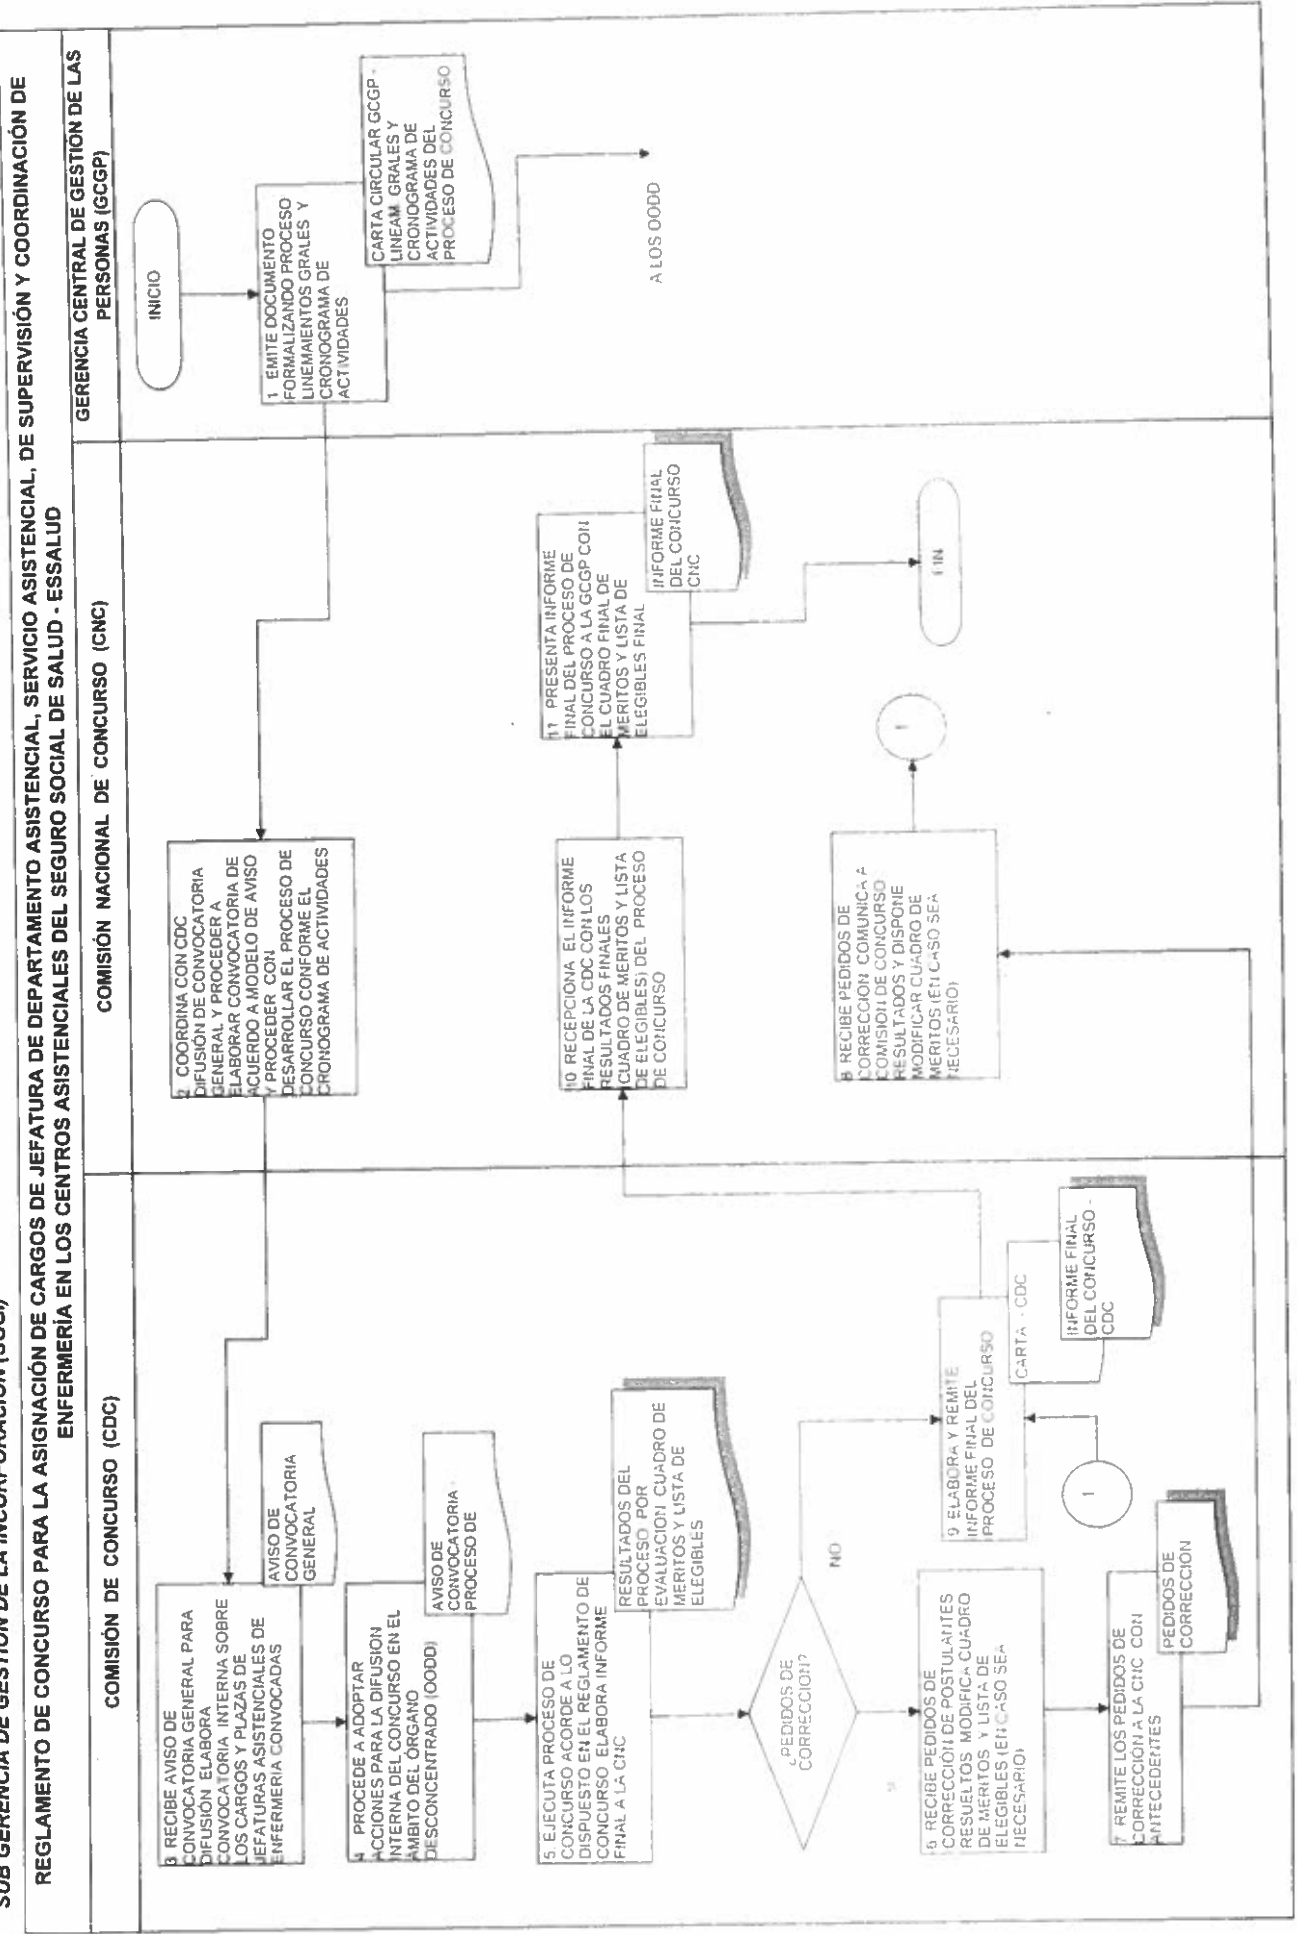 SUB GERENCIA DE GESTIÓN DE LA INCORPORACIÓN (SGGI)
REGLAMENTO DE CONCURSO PARA LA ASIGNACIÓN DE CARGOS DE JEFATURA DE DEPARTAMENTO ASISTENCIAL, SERVICIO ASISTENCIAL, DE SUPERVISIÓN Y COORDINACIÓN DE
ENFERMERÍA EN LOS CENTROS ASISTENCIALES DEL SEGURO SOCIAL DE SALUD - ESSALUD
COMISIÓN DE CONCURSO (CDC)
COMISIÓN NACIONAL DE CONCURSO (CNC)
GERENCIA CENTRAL DE GESTIÓN DE LAS
PERSONAS (GCGP)
INICIO
1 EMITE DOCUMENTO
FORMALIZANDO PROCESO
LINEMAIENTOS GRALES Y
CRONOGRAMA DE
ACTIVIDADES
CARTA CIRCULAR GCGP -
LINEAM GRALES Y
CRONOGRAMA DE
ACTIVIDADES DEL
PROCESO DE CONCURSO
A LOS OODD
2 COORDINA CON CDC
DIFUSIÓN DE CONVOCATORIA
GENERAL Y PROCEDER A
ELABORAR CONVOCATORIA DE
ACUERDO A MODELO DE AVISO
Y PROCEDER CON
DESARROLLAR EL PROCESO DE
CONCURSO CONFORME EL
CRONOGRAMA DE ACTIVIDADES
3 RECIBE AVISO DE
CONVOCATORIA GENERAL PARA
DIFUSIÓN ELABORA
CONVOCATORIA INTERNA SOBRE
LOS CARGOS Y PLAZAS DE
JEFATURAS ASISTENCIALES DE
ENFERMERIA CONVOCADAS
AVISO DE
CONVOCATORIA
GENERAL
4 PROCEDE A ADOPTAR
ACCIONES PARA LA DIFUSION
INTERNA DEL CONCURSO EN EL
ÁMBITO DEL ÓRGANO
DESCONCENTRADO (OODD)
AVISO DE
CONVOCATORIA
PROCESO DE
5. EJECUTA PROCESO DE
CONCURSO ACORDE A LO
DISPUESTO EN EL REGLAMENTO DE
CONCURSO ELABORA INFORME
FINAL A LA CNC
RESULTADOS DEL
PROCESO POR
EVALUACION CUADRO DE
MERITOS Y LISTA DE
ELEGIBLES
¿PEDIDOS DE
CORRECCION?
NO
SI
6 RECIBE PEDIDOS DE
CORRECCIÓN DE POSTULANTES
RESUELTOS MODIFICA CUADRO
DE MERITOS Y LISTA DE
ELEGIBLES (EN CASO SEA
NECESARIO)
7 REMITE LOS PEDIDOS DE
CORRECCIÓN A LA CNC CON
ANTECEDENTES
PEDIDOS DE
CORRECCIÓN
8 RECIBE PEDIDOS DE
CORRECCIÓN COMUNICA A
COMISIÓN DE CONCURSO
RESULTADOS Y DISPONE
MODIFICAR CUADRO DE
MERITOS (EN CASO SEA
NECESARIO)
1
1
9 ELABORA Y REMITE
INFORME FINAL DEL
PROCESO DE CONCURSO
CARTA - CDC
INFORME FINAL
DEL CONCURSO -
CDC
10 RECEPCIONA EL INFORME
FINAL DE LA CDC CON LOS
RESULTADOS FINALES
(CUADRO DE MERITOS Y LISTA
DE ELEGIBLES) DEL PROCESO
DE CONCURSO
11 PRESENTA INFORME
FINAL DEL PROCESO DE
CONCURSO A LA GCGP CON
EL CUADRO FINAL DE
MERITOS Y LISTA DE
ELEGIBLES FINAL
INFORME FINAL
DEL CONCURSO
CNC
FIN